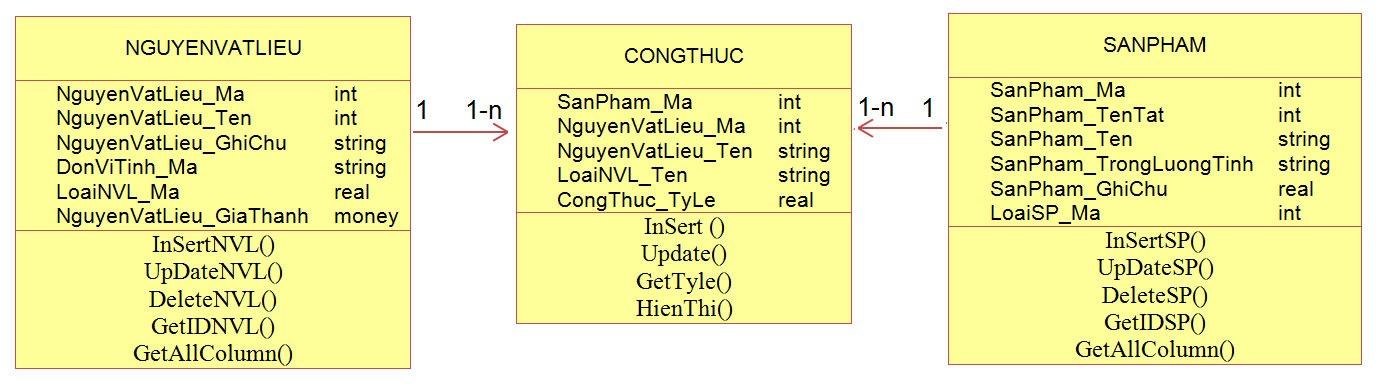 NGUYENVATLIEU
NguyenVatLieu_Ma int
NguyenVatLieu_Ten int
NguyenVatLieu_GhiChu string
DonViTinh_Ma string
LoaiNVL_Ma real
NguyenVatLieu_GiaThanh money
InSertNVL()
UpDateNVL()
DeleteNVL()
GetIDNVL()
GetAllColumn()
1 1-n
CONGTHUC
SanPham_Ma int
NguyenVatLieu_Ma int
NguyenVatLieu_Ten string
LoaiNVL_Ten string
CongThuc_TyLe real
InSert ()
Update()
GetTyle()
HienThi()
1-n 1
SANPHAM
SanPham_Ma int
SanPham_TenTat int
SanPham_Ten string
SanPham_TrongLuongTinh string
SanPham_GhiChu real
LoaiSP_Ma int
InSertSP()
UpDateSP()
DeleteSP()
GetIDSP()
GetAllColumn()